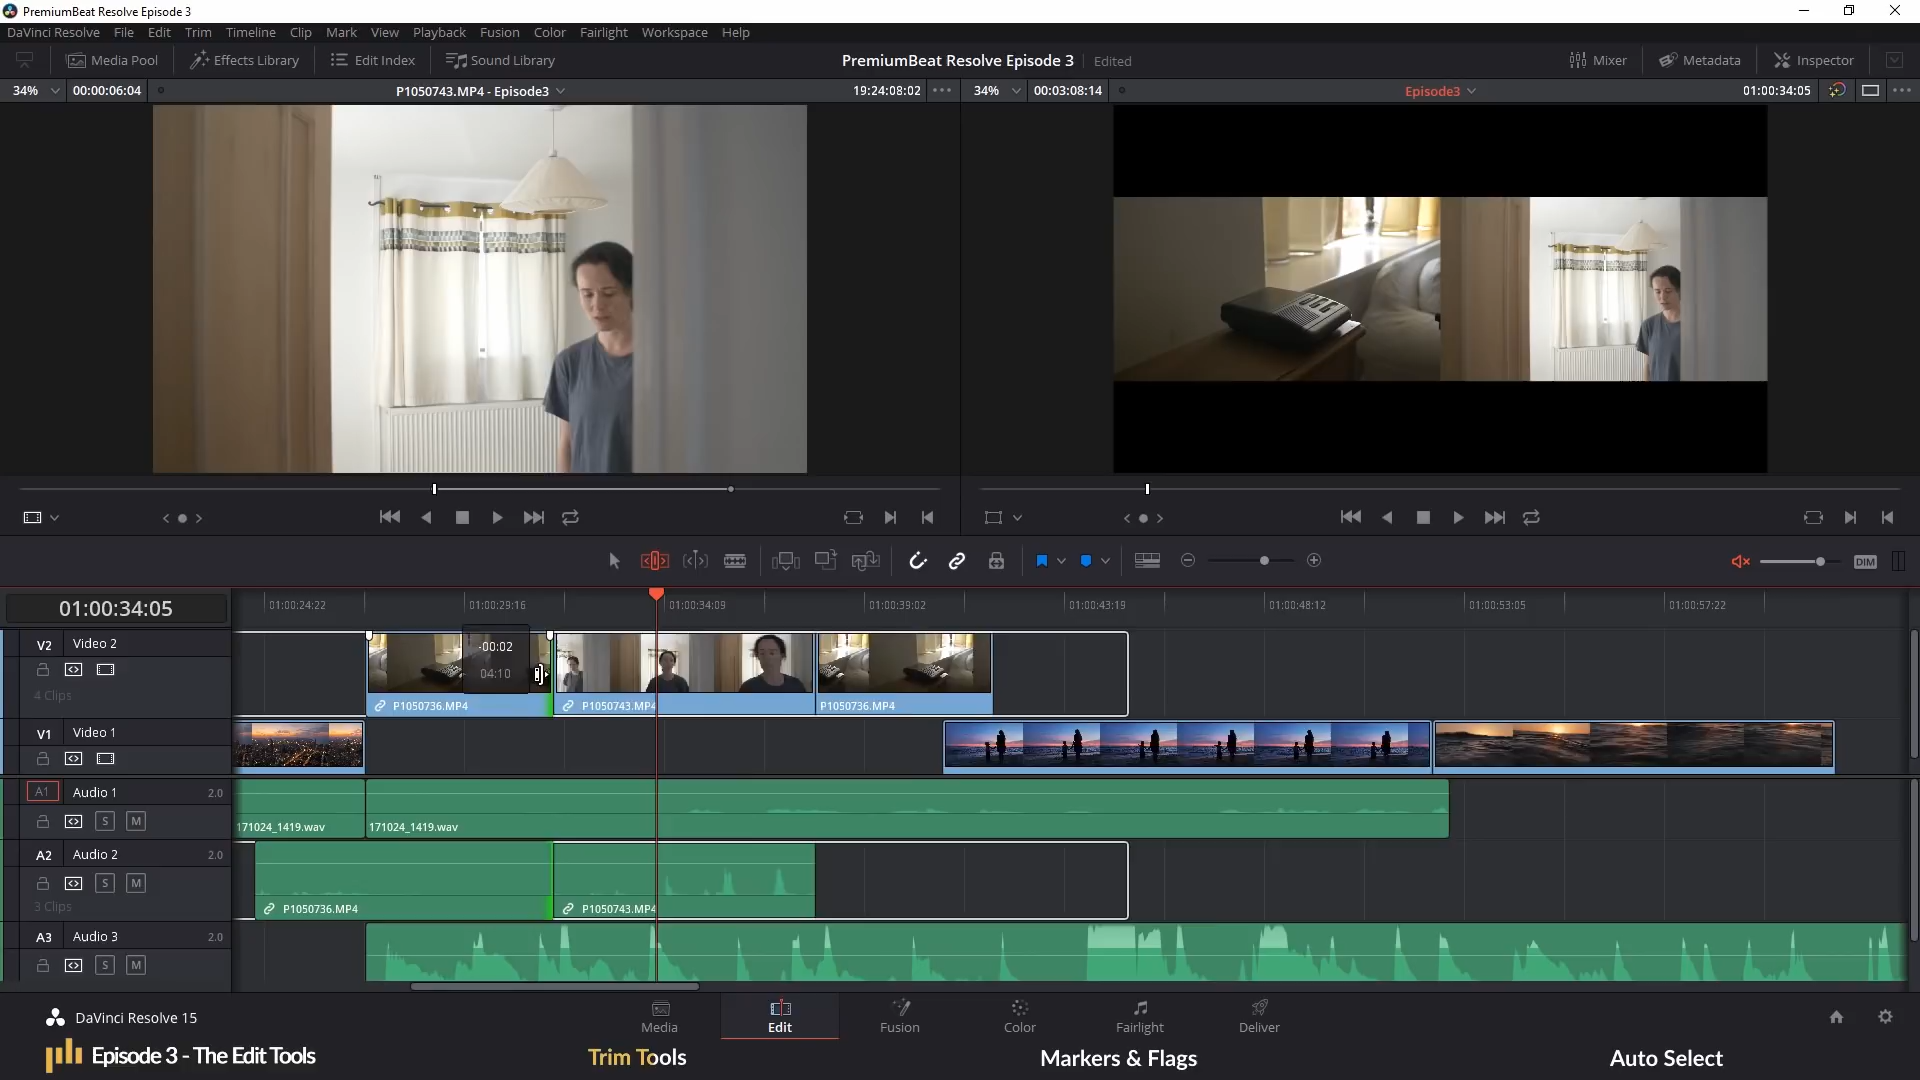 PremiumBeat Resolve Episode 3
DaVinci Resolve File Edit Trim Timeline Clip Mark View Playback Fusion Color Fairlight Workspace Help
Media Pool Effects Library Edit Index Sound Library PremiumBeat Resolve Episode 3 Edited Mixer Metadata Inspector
34% 00:00:06:04 P1050743.MP4 - Episode3 19:24:08:02 34% 00:03:08:14 Episode3 01:00:34:05
DIM
01:00:34:05 01:00:24:22 01:00:29:16 01:00:34:09 01:00:39:02 01:00:43:19 01:00:48:12 01:00:53:05 01:00:57:22
V2 Video 2
-00:02
04:10
4 Clips
P1050736.MP4 P1050743.MP4 P1050736.MP4
V1 Video 1
A1 Audio 1 2.0
S M
171024_1419.wav 171024_1419.wav
A2 Audio 2 2.0
S M
3 Clips
P1050736.MP4 P1050743.MP4
A3 Audio 3 2.0
S M
DaVinci Resolve 15
Media Edit Fusion Color Fairlight Deliver
Episode 3 - The Edit Tools Trim Tools Markers & Flags Auto Select